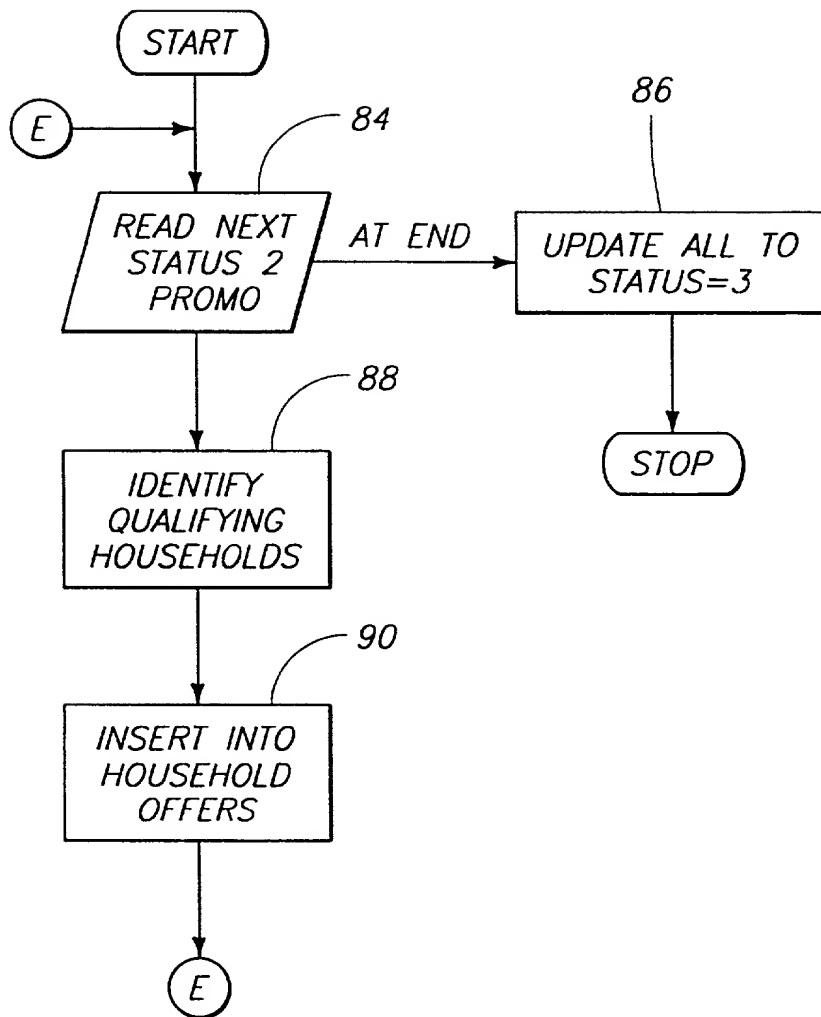 START
E
84
READ NEXT
STATUS 2
PROMO
AT END
86
UPDATE ALL TO
STATUS=3
STOP
88
IDENTIFY
QUALIFYING
HOUSEHOLDS
90
INSERT INTO
HOUSEHOLD
OFFERS
E